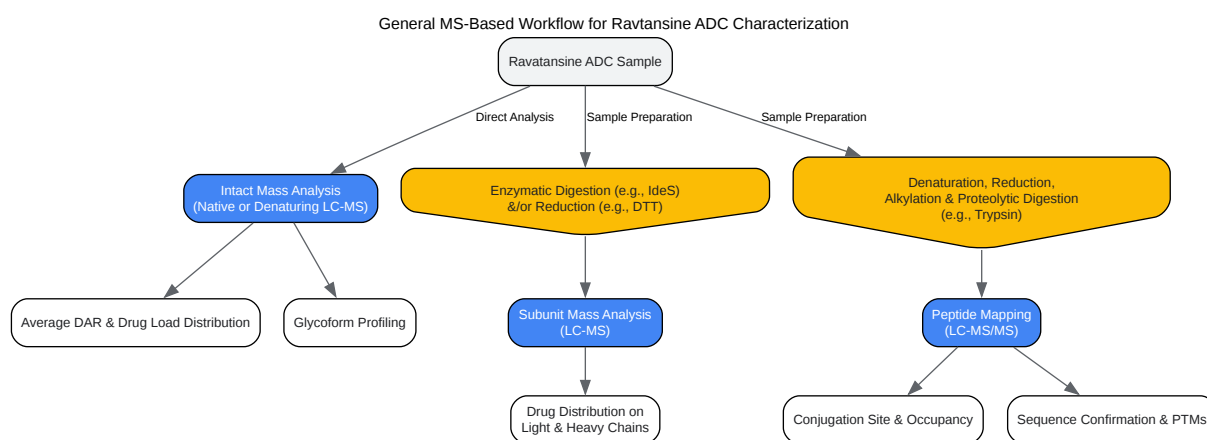 General MS-Based Workflow for Ravtansine ADC Characterization
Ravatansine ADC Sample
Direct Analysis
Sample Preparation
Sample Preparation
Intact Mass Analysis
(Native or Denaturing LC-MS)
Enzymatic Digestion (e.g., IdeS)
&/or Reduction (e.g., DTT)
Denaturation, Reduction,
Alkylation & Proteolytic Digestion
(e.g., Trypsin)
Average DAR & Drug Load Distribution
Glycoform Profiling
Subunit Mass Analysis
(LC-MS)
Peptide Mapping
(LC-MS/MS)
Drug Distribution on
Light & Heavy Chains
Conjugation Site & Occupancy
Sequence Confirmation & PTMs